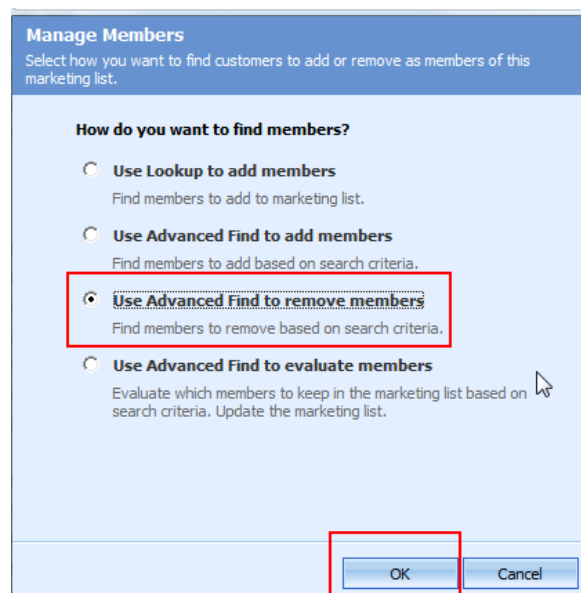 Manage Members
Select how you want to find customers to add or remove as members of this
marketing list.
How do you want to find members?
Use Lookup to add members
Find members to add to marketing list.
Use Advanced Find to add members
Find members to add based on search criteria.
Use Advanced Find to remove members
Find members to remove based on search criteria.
Use Advanced Find to evaluate members
Evaluate which members to keep in the marketing list based on
search criteria. Update the marketing list.
OK
Cancel